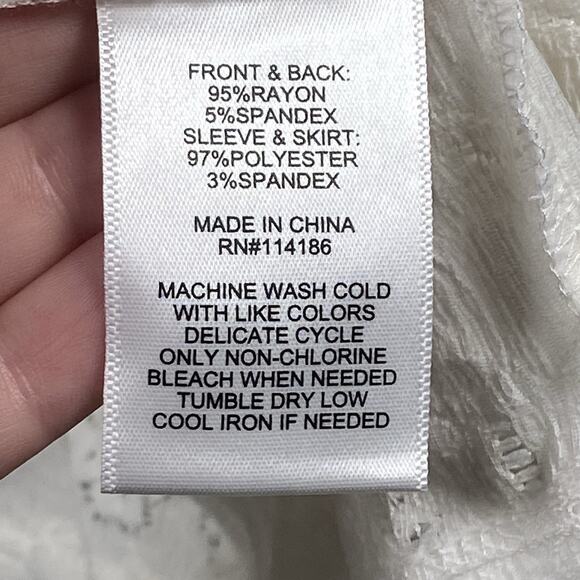 FRONT & BACK:
95%RAYON
5%SPANDEX
SLEEVE & SKIRT:
97%POLYESTER
3%SPANDEX
MADE IN CHINA
RN#114186
MACHINE WASH COLD
WITH LIKE COLORS
DELICATE CYCLE
ONLY NON-CHLORINE
BLEACH WHEN NEEDED
TUMBLE DRY LOW
COOL IRON IF NEEDED